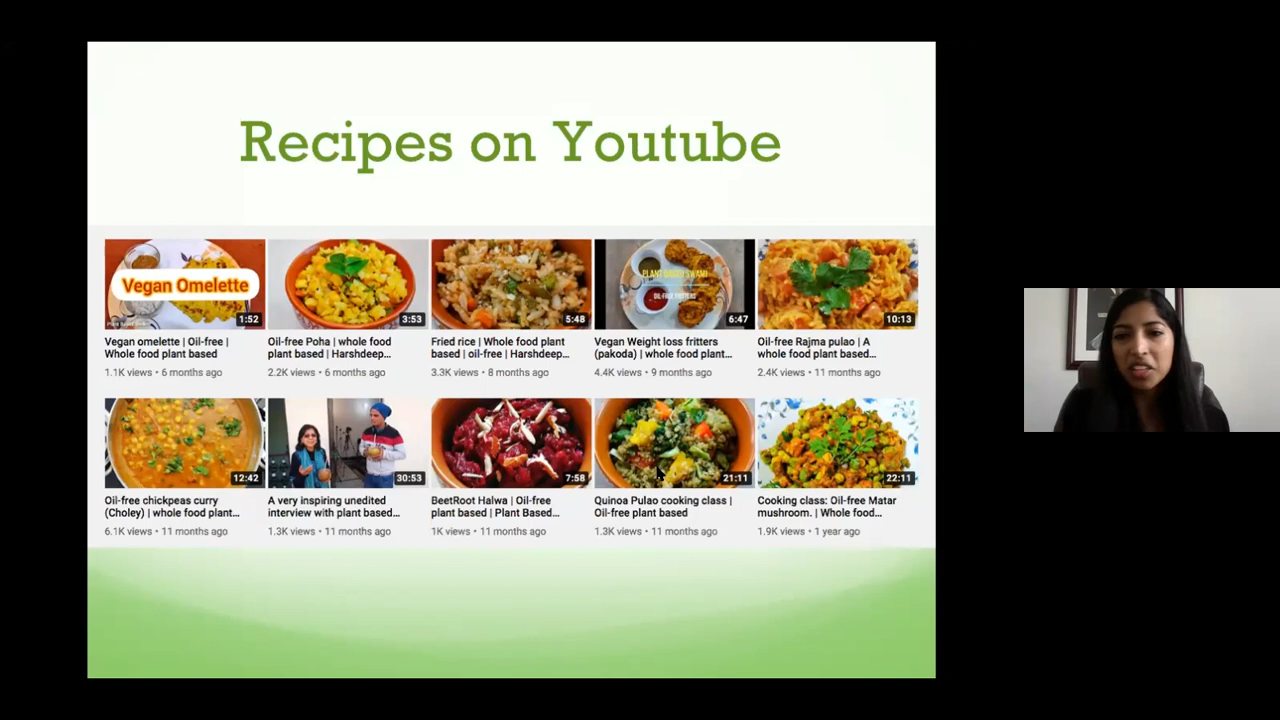 Recipes on Youtube
Vegan Omelette
1:52
3:53
5:48
PLANT BASED SWAMI
OIL-FREE FRITTERS
6:47
10:13
Vegan omelette | Oil-free |
Whole food plant based
1.1K views • 6 months ago
Oil-free Poha | whole food
plant based | Harshdeep...
2.2K views • 6 months ago
Fried rice | Whole food plant
based | oil-free | Harshdeep...
3.3K views • 8 months ago
Vegan Weight loss fritters
(pakoda) | whole food plant...
4.4K views • 9 months ago
Oil-free Rajma pulao | A
whole food plant based...
2.4K views • 11 months ago
12:42
30:53
7:58
21:11
22:11
Oil-free chickpeas curry
(Choley) | whole food plant...
6.1K views • 11 months ago
A very inspiring unedited
interview with plant based...
1.3K views • 11 months ago
BeetRoot Halwa | Oil-free
plant based | Plant Based...
1K views • 11 months ago
Quinoa Pulao cooking class |
Oil-free plant based
1.3K views • 11 months ago
Cooking class: Oil-free Matar
mushroom. | Whole food...
1.9K views • 1 year ago